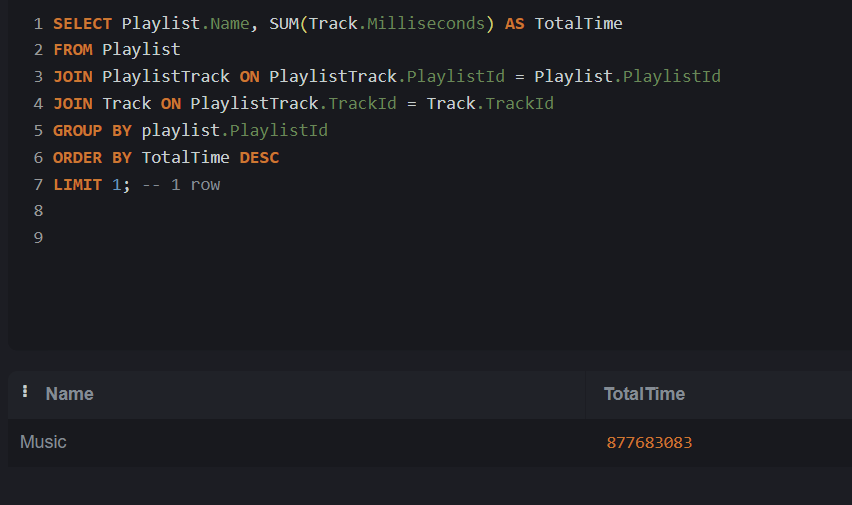 1 SELECT Playlist.Name, SUM(Track.Milliseconds) AS TotalTime
2 FROM Playlist
3 JOIN PlaylistTrack ON PlaylistTrack.PlaylistId = Playlist.PlaylistId
4 JOIN Track ON PlaylistTrack.TrackId = Track.TrackId
5 GROUP BY playlist.PlaylistId
6 ORDER BY TotalTime DESC
7 LIMIT 1; -- 1 row
8
9
Name TotalTime
Music 877683083